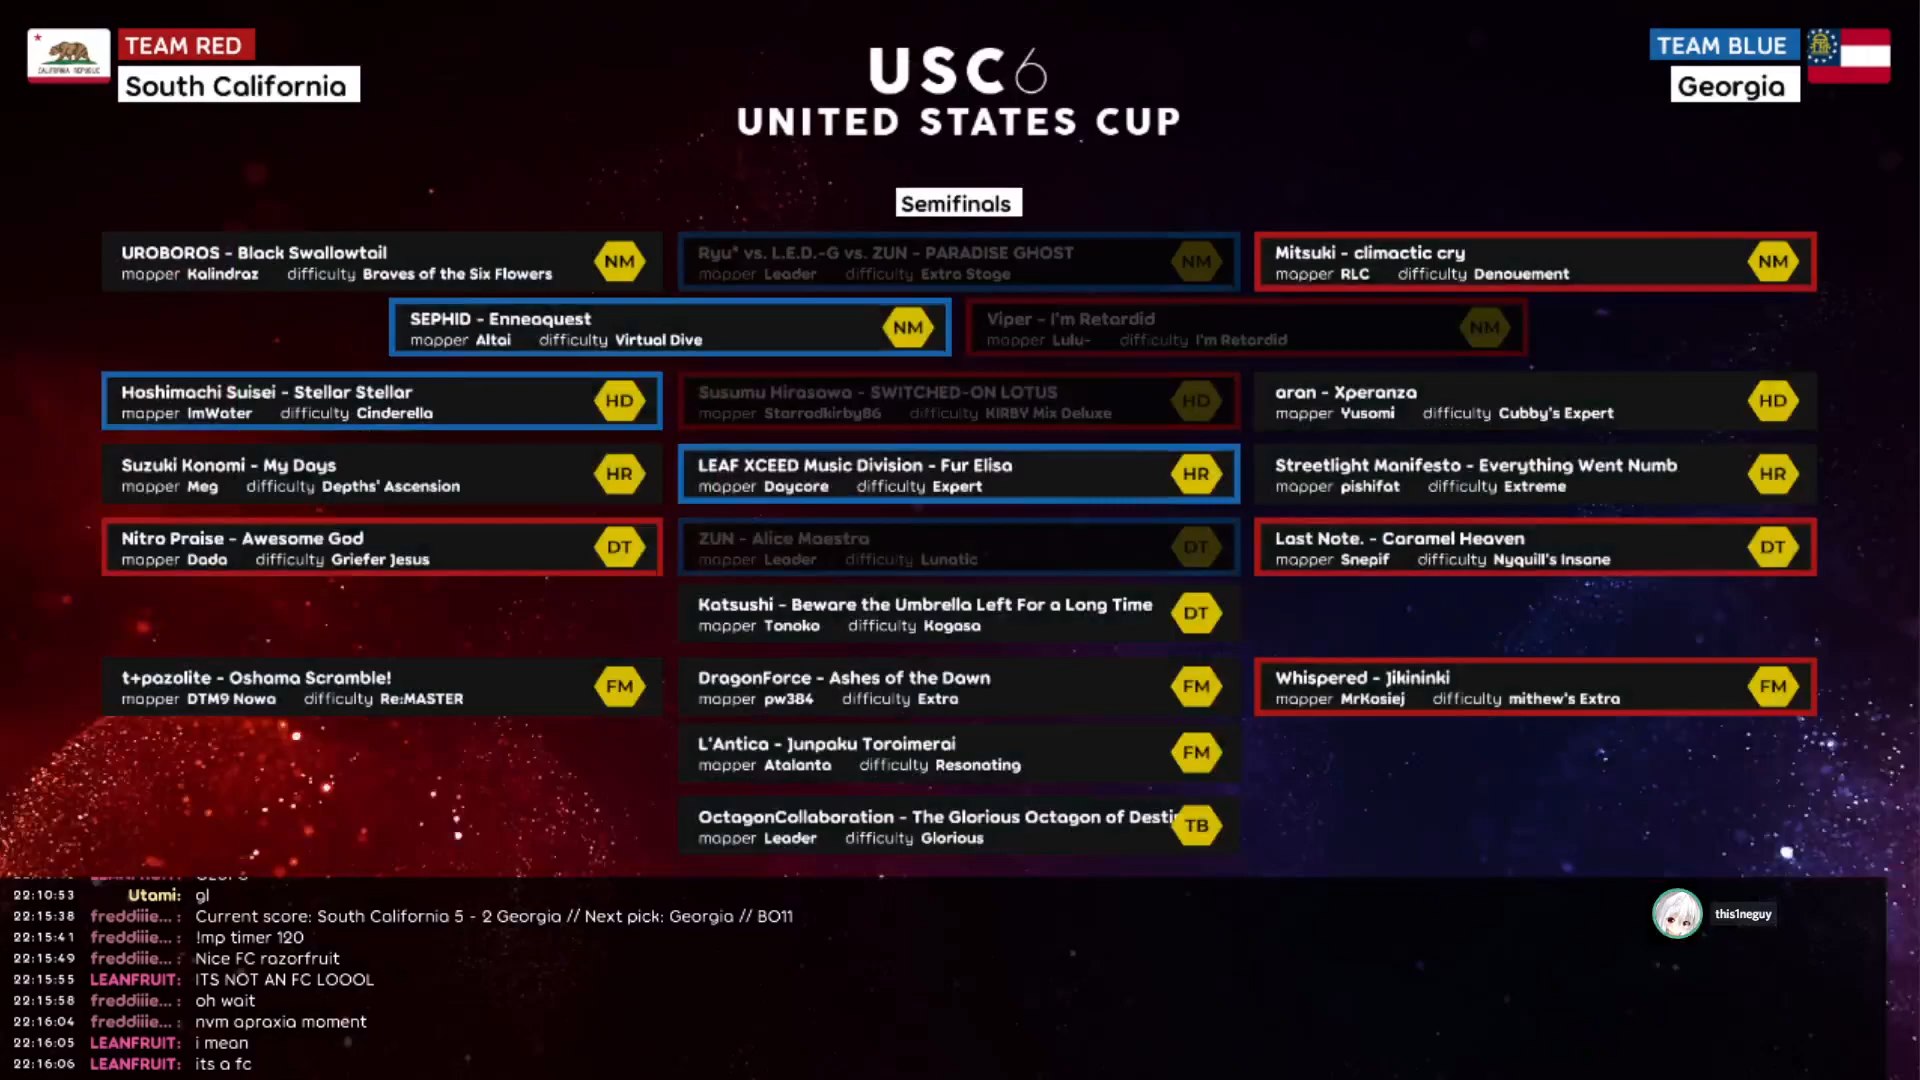 TEAM RED
South California
CALIFORNIA REPUBLIC
USC6
UNITED STATES CUP
TEAM BLUE
Georgia
Semifinals
UROBOROS - Black Swallowtail
mapper Kalindraz difficulty Braves of the Six Flowers
NM
Ryu* vs. L.E.D.-G vs. ZUN - PARADISE GHOST
mapper Leader difficulty Extra Stage
NM
Mitsuki - climactic cry
mapper RLC difficulty Denouement
NM
SEPHID - Enneaquest
mapper Altai difficulty Virtual Dive
NM
Viper - I'm Retardid
mapper Lulu- difficulty I'm Retardid
NM
Hoshimachi Suisei - Stellar Stellar
mapper ImWater difficulty Cinderella
HD
Susumu Hirasawa - SWITCHED-ON LOTUS
mapper Starrodkirby86 difficulty KIRBY Mix Deluxe
HD
aran - Xperanza
mapper Yusomi difficulty Cubby's Expert
HD
Suzuki Konomi - My Days
mapper Meg difficulty Depths' Ascension
HR
LEAF XCEED Music Division - Fur Elisa
mapper Daycore difficulty Expert
HR
Streetlight Manifesto - Everything Went Numb
mapper pishifat difficulty Extreme
HR
Nitro Praise - Awesome God
mapper Dada difficulty Griefer Jesus
DT
ZUN - Alice Maestra
mapper Leader difficulty Lunatic
DT
Last Note. - Caramel Heaven
mapper Snepif difficulty Nyquill's Insane
DT
Katsushi - Beware the Umbrella Left For a Long Time
mapper Tonoko difficulty Kogasa
DT
t+pazolite - Oshama Scramble!
mapper DTM9 Nowa difficulty Re:MASTER
FM
DragonForce - Ashes of the Dawn
mapper pw384 difficulty Extra
FM
Whispered - Jikininki
mapper MrKosiej difficulty mithew's Extra
FM
L'Antica - Junpaku Toroimerai
mapper Atalanta difficulty Resonating
FM
OctagonCollaboration - The Glorious Octagon of Desti
mapper Leader difficulty Glorious
TB
22:10:53 Utami: gl
22:15:38 freddiiie... : Current score: South California 5 - 2 Georgia // Next pick: Georgia // BO11
22:15:41 freddiiie... : !mp timer 120
22:15:49 freddiiie... : Nice FC razorfruit
22:15:55 LEANFRUIT: ITS NOT AN FC LOOOL
22:15:58 freddiiie... : oh wait
22:16:04 freddiiie... : nvm apraxia moment
22:16:05 LEANFRUIT: i mean
22:16:06 LEANFRUIT: its a fc
this1neguy